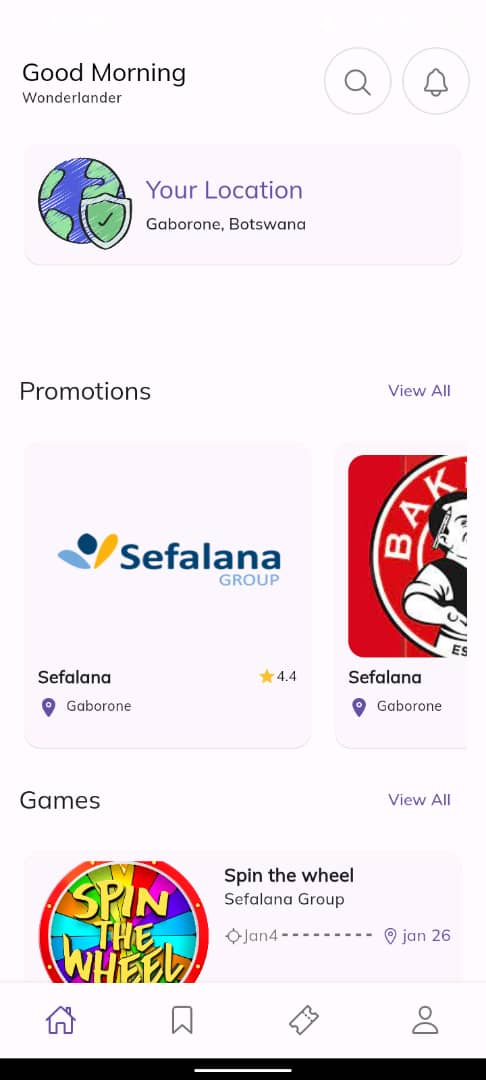 Good Morning
Wonderlander
Your Location
Gaborone, Botswana
Promotions
View All
Sefalana
GROUP
Sefalana
4.4
Gaborone
BAK
ES
Sefalana
Gaborone
Games
View All
SPIN
THE
WHEEL
Spin the wheel
Sefalana Group
Jan4
jan 26